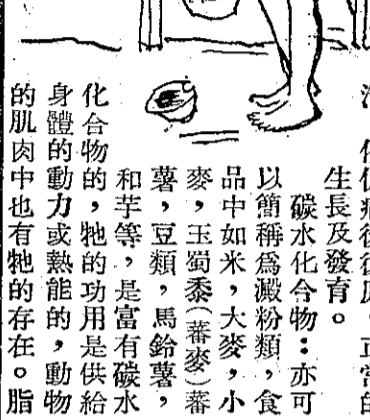 生長及發育。
碳水化合物：亦可
以簡稱爲澱粉類，食
品中如米，大麥，小
麥，玉蜀黍（蕃麥）蕃
薯，豆類，馬鈴薯，
和芋等，是富有碳水
化合物的，牠的功用是供給
身體的動力或熱能的，動物
的肌肉中也有牠的存在。脂